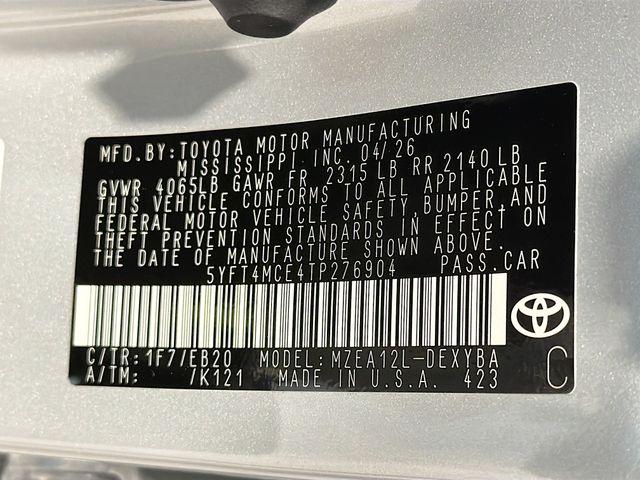 MFD.BY:TOYOTA MOTOR MANUFACTURING
MISSISSIPPI INC. 04/26
GVWR 4065LB GAWR FR 2315 LB RR 2140 LB
THIS VEHICLE CONFORMS TO ALL APPLICABLE
FEDERAL MOTOR VEHICLE SAFETY,BUMPER,AND
THEFT PREVENTION STANDARDS IN EFFECT ON
THE DATE OF MANUFACTURE SHOWN ABOVE.
5YFT4MCE4TP276904 PASS.CAR
C/TR:1F7/EB20 MODEL:MZEA12L-DEXYBA
A/TM: /K121 MADE IN U.S.A. 423 C